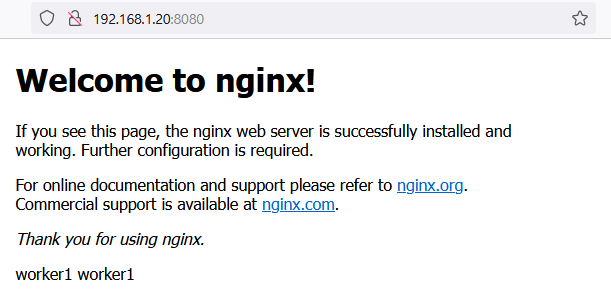 192.168.1.20:8080
Welcome to nginx!
If you see this page, the nginx web server is successfully installed and
working. Further configuration is required.
For online documentation and support please refer to nginx.org.
Commercial support is available at nginx.com.
Thank you for using nginx.
worker1 worker1